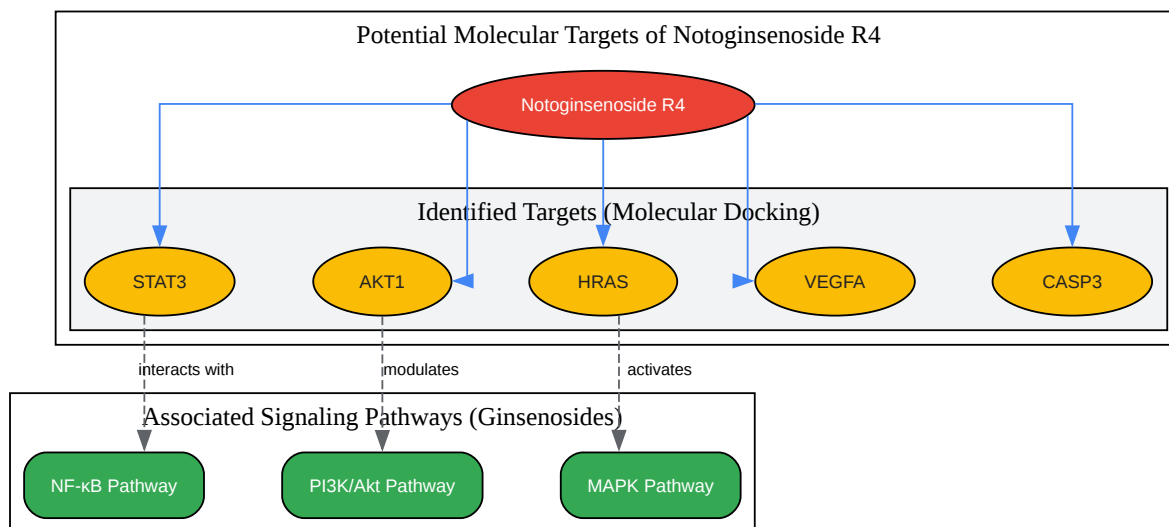 Potential Molecular Targets of Notoginsenoside R4
Notoginsenoside R4
Identified Targets (Molecular Docking)
STAT3
AKT1
HRAS
VEGFA
CASP3
interacts with
modulates
activates
Associated Signaling Pathways (Ginsenosides)
NF-κB Pathway
PI3K/Akt Pathway
MAPK Pathway